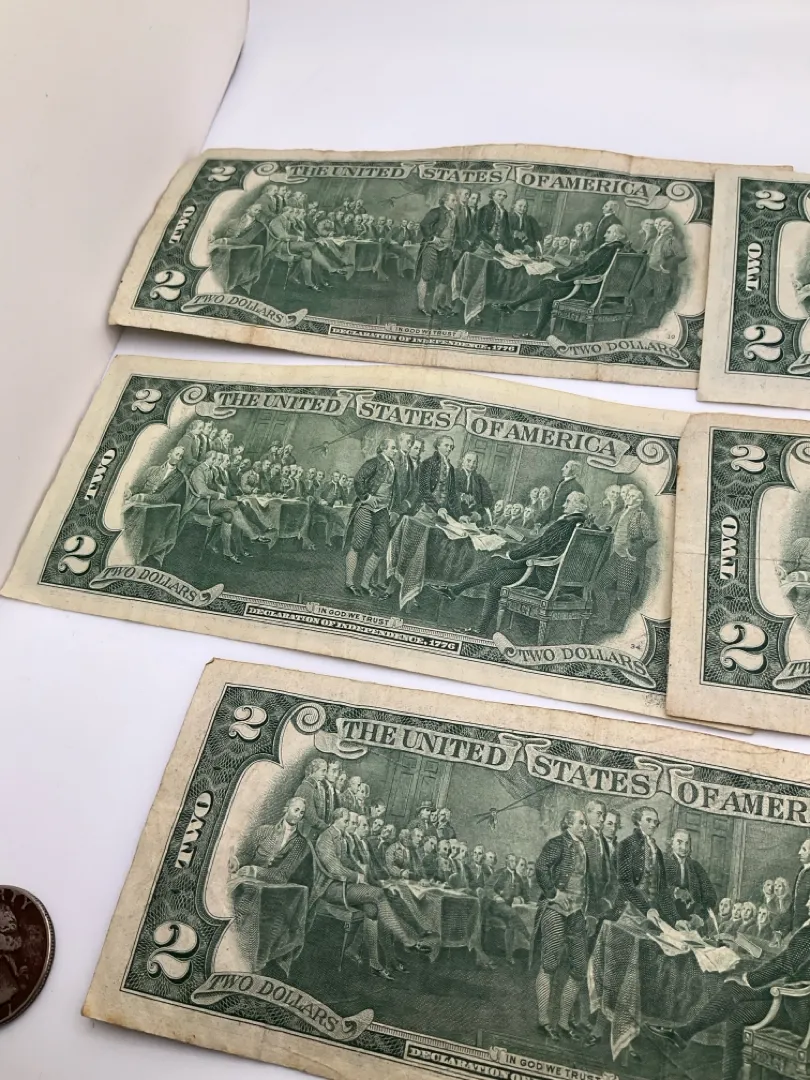 2
THE UNITED STATES OF AMERICA
TWO
2
TWO DOLLARS
IN GOD WE TRUST
DECLARATION OF INDEPENDENCE, 1776
TWO DOLLARS
2
TWO
2
2
THE UNITED STATES OF AMERICA
TWO
2
TWO DOLLARS
IN GOD WE TRUST
DECLARATION OF INDEPENDENCE, 1776
TWO DOLLARS
34
2
TWO
2
2
THE UNITED STATES OF AMER
TWO
2
TWO DOLLARS
IN GOD WE TRUST
DECLARATION O